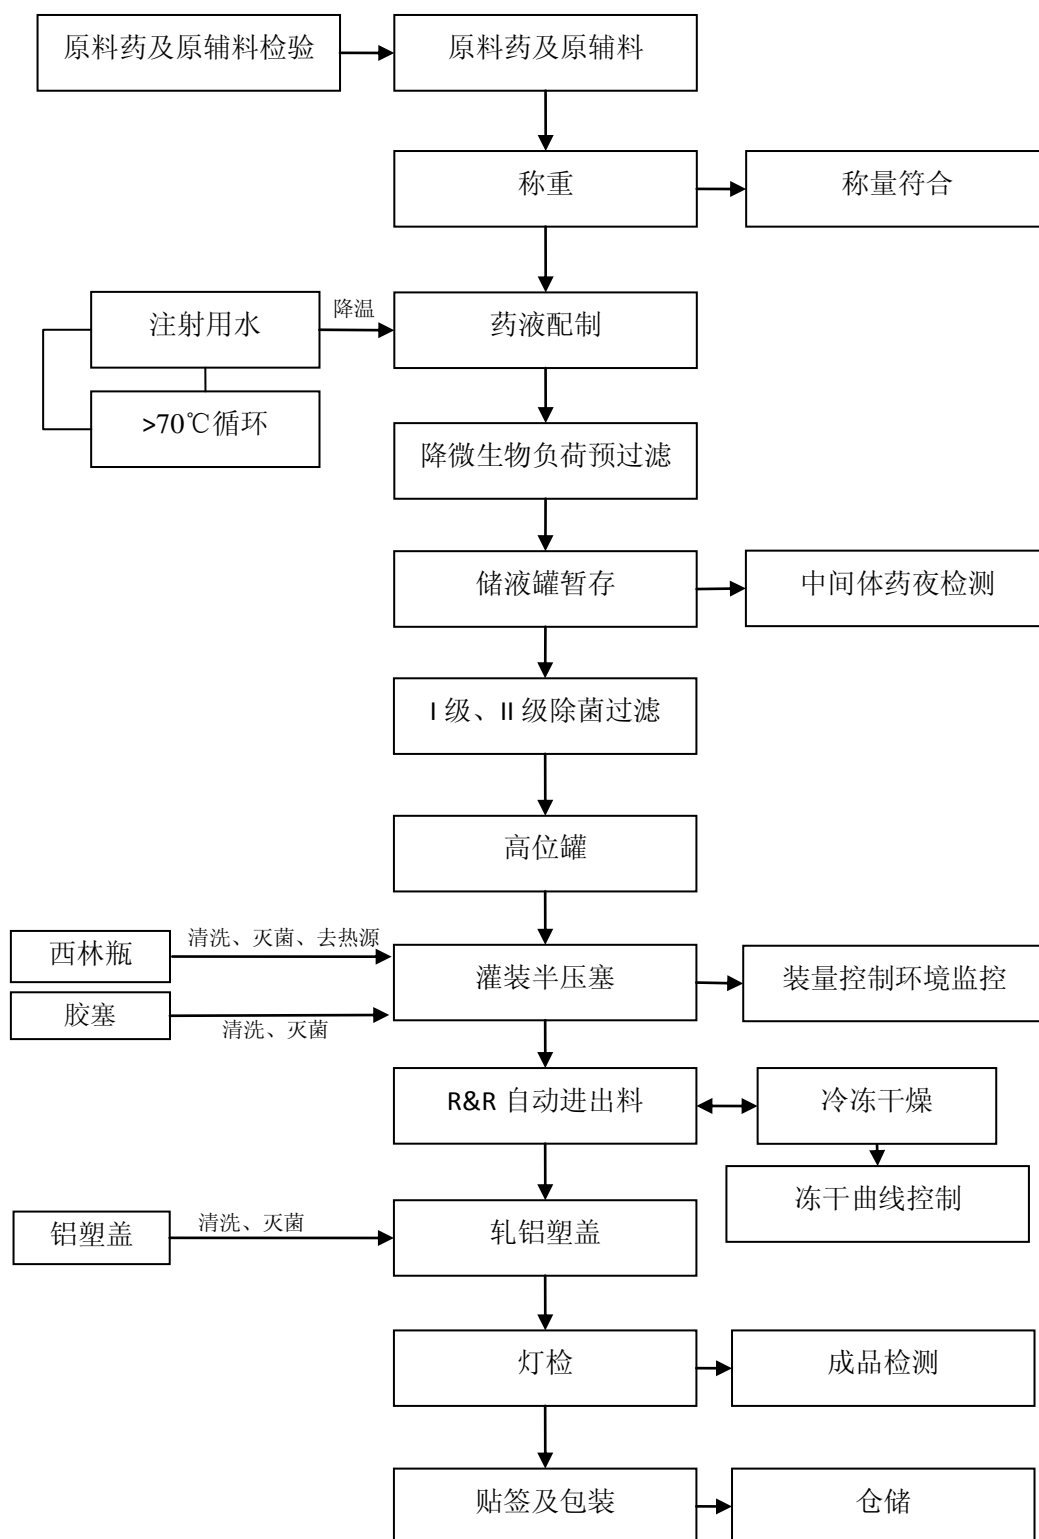 原料药及原辅料检验
原料药及原辅料
称重
称量符合
注射用水
降温
药液配制
>70℃循环
降微生物负荷预过滤
储液罐暂存
中间体药夜检测
I 级、II 级除菌过滤
高位罐
西林瓶
清洗、灭菌、去热源
灌装半压塞
装量控制环境监控
胶塞
清洗、灭菌
R&R 自动进出料
冷冻干燥
冻干曲线控制
铝塑盖
清洗、灭菌
轧铝塑盖
灯检
成品检测
贴签及包装
仓储